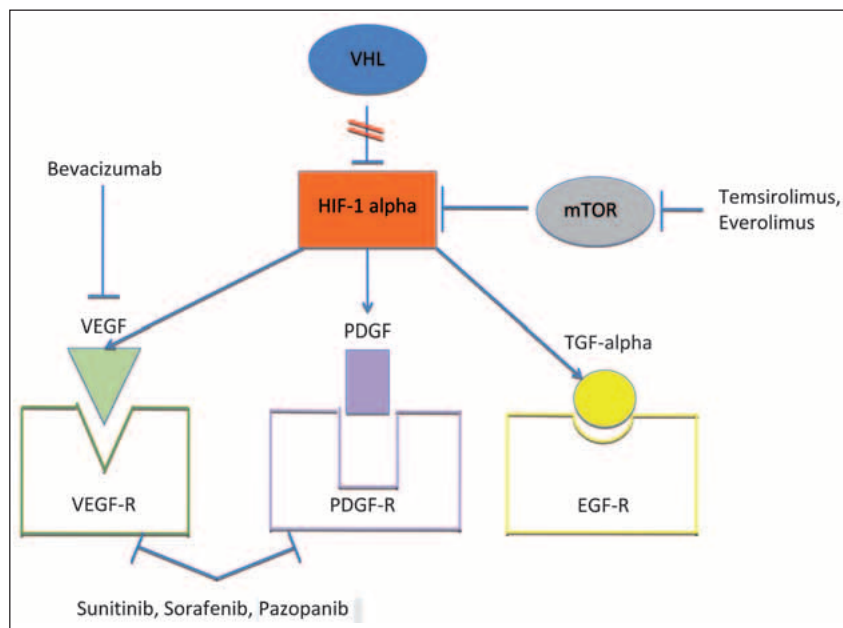 VHL
Bevacizumab
HIF-1 alpha
mTOR
Temsirolimus,
Everolimus
VEGF
PDGF
TGF-alpha
VEGF-R
PDGF-R
EGF-R
Sunitinib, Sorafenib, Pazopanib